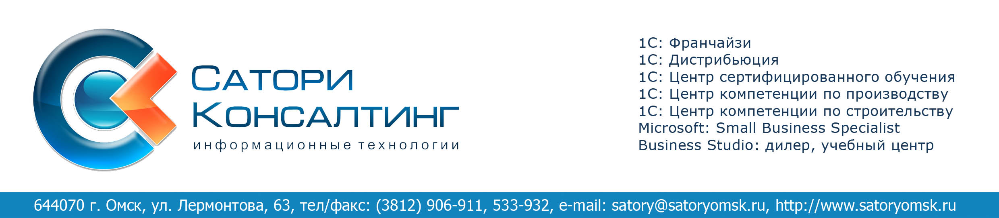 Сатори
Консалтинг
информационные технологии
1С: Франчайзи
1С: Дистрибьюция
1С: Центр сертифицированного обучения
1С: Центр компетенции по производству
1С: Центр компетенции по строительству
Microsoft: Small Business Specialist
Business Studio: дилер, учебный центр
644070 г. Омск, ул. Лермонтова, 63, тел/факс: (3812) 906-911, 533-932, e-mail: satory@satoryomsk.ru, http://www.satoryomsk.ru